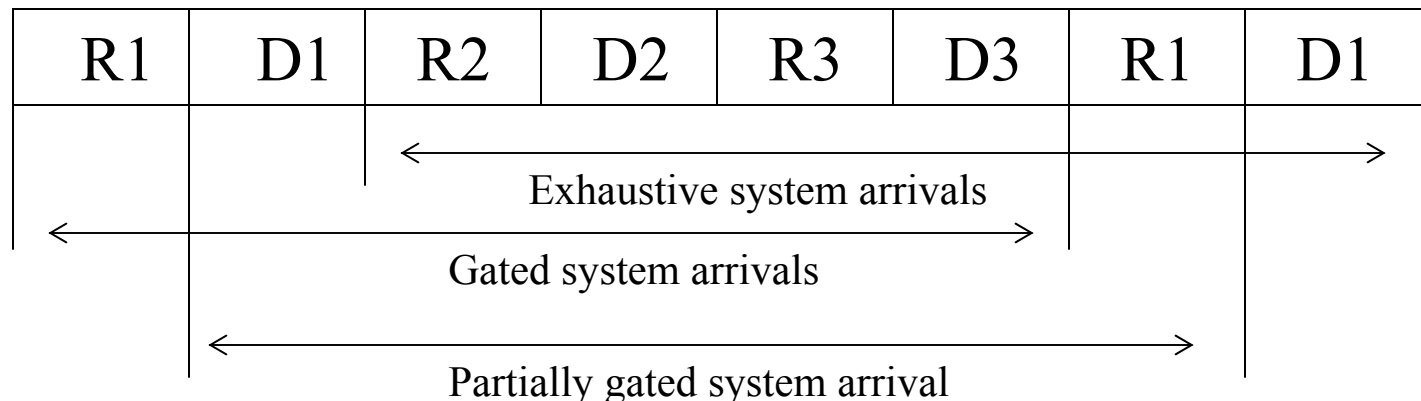 R1 D1 R2 D2 R3 D3 R1 D1
Exhaustive system arrivals
Gated system arrivals
Partially gated system arrival